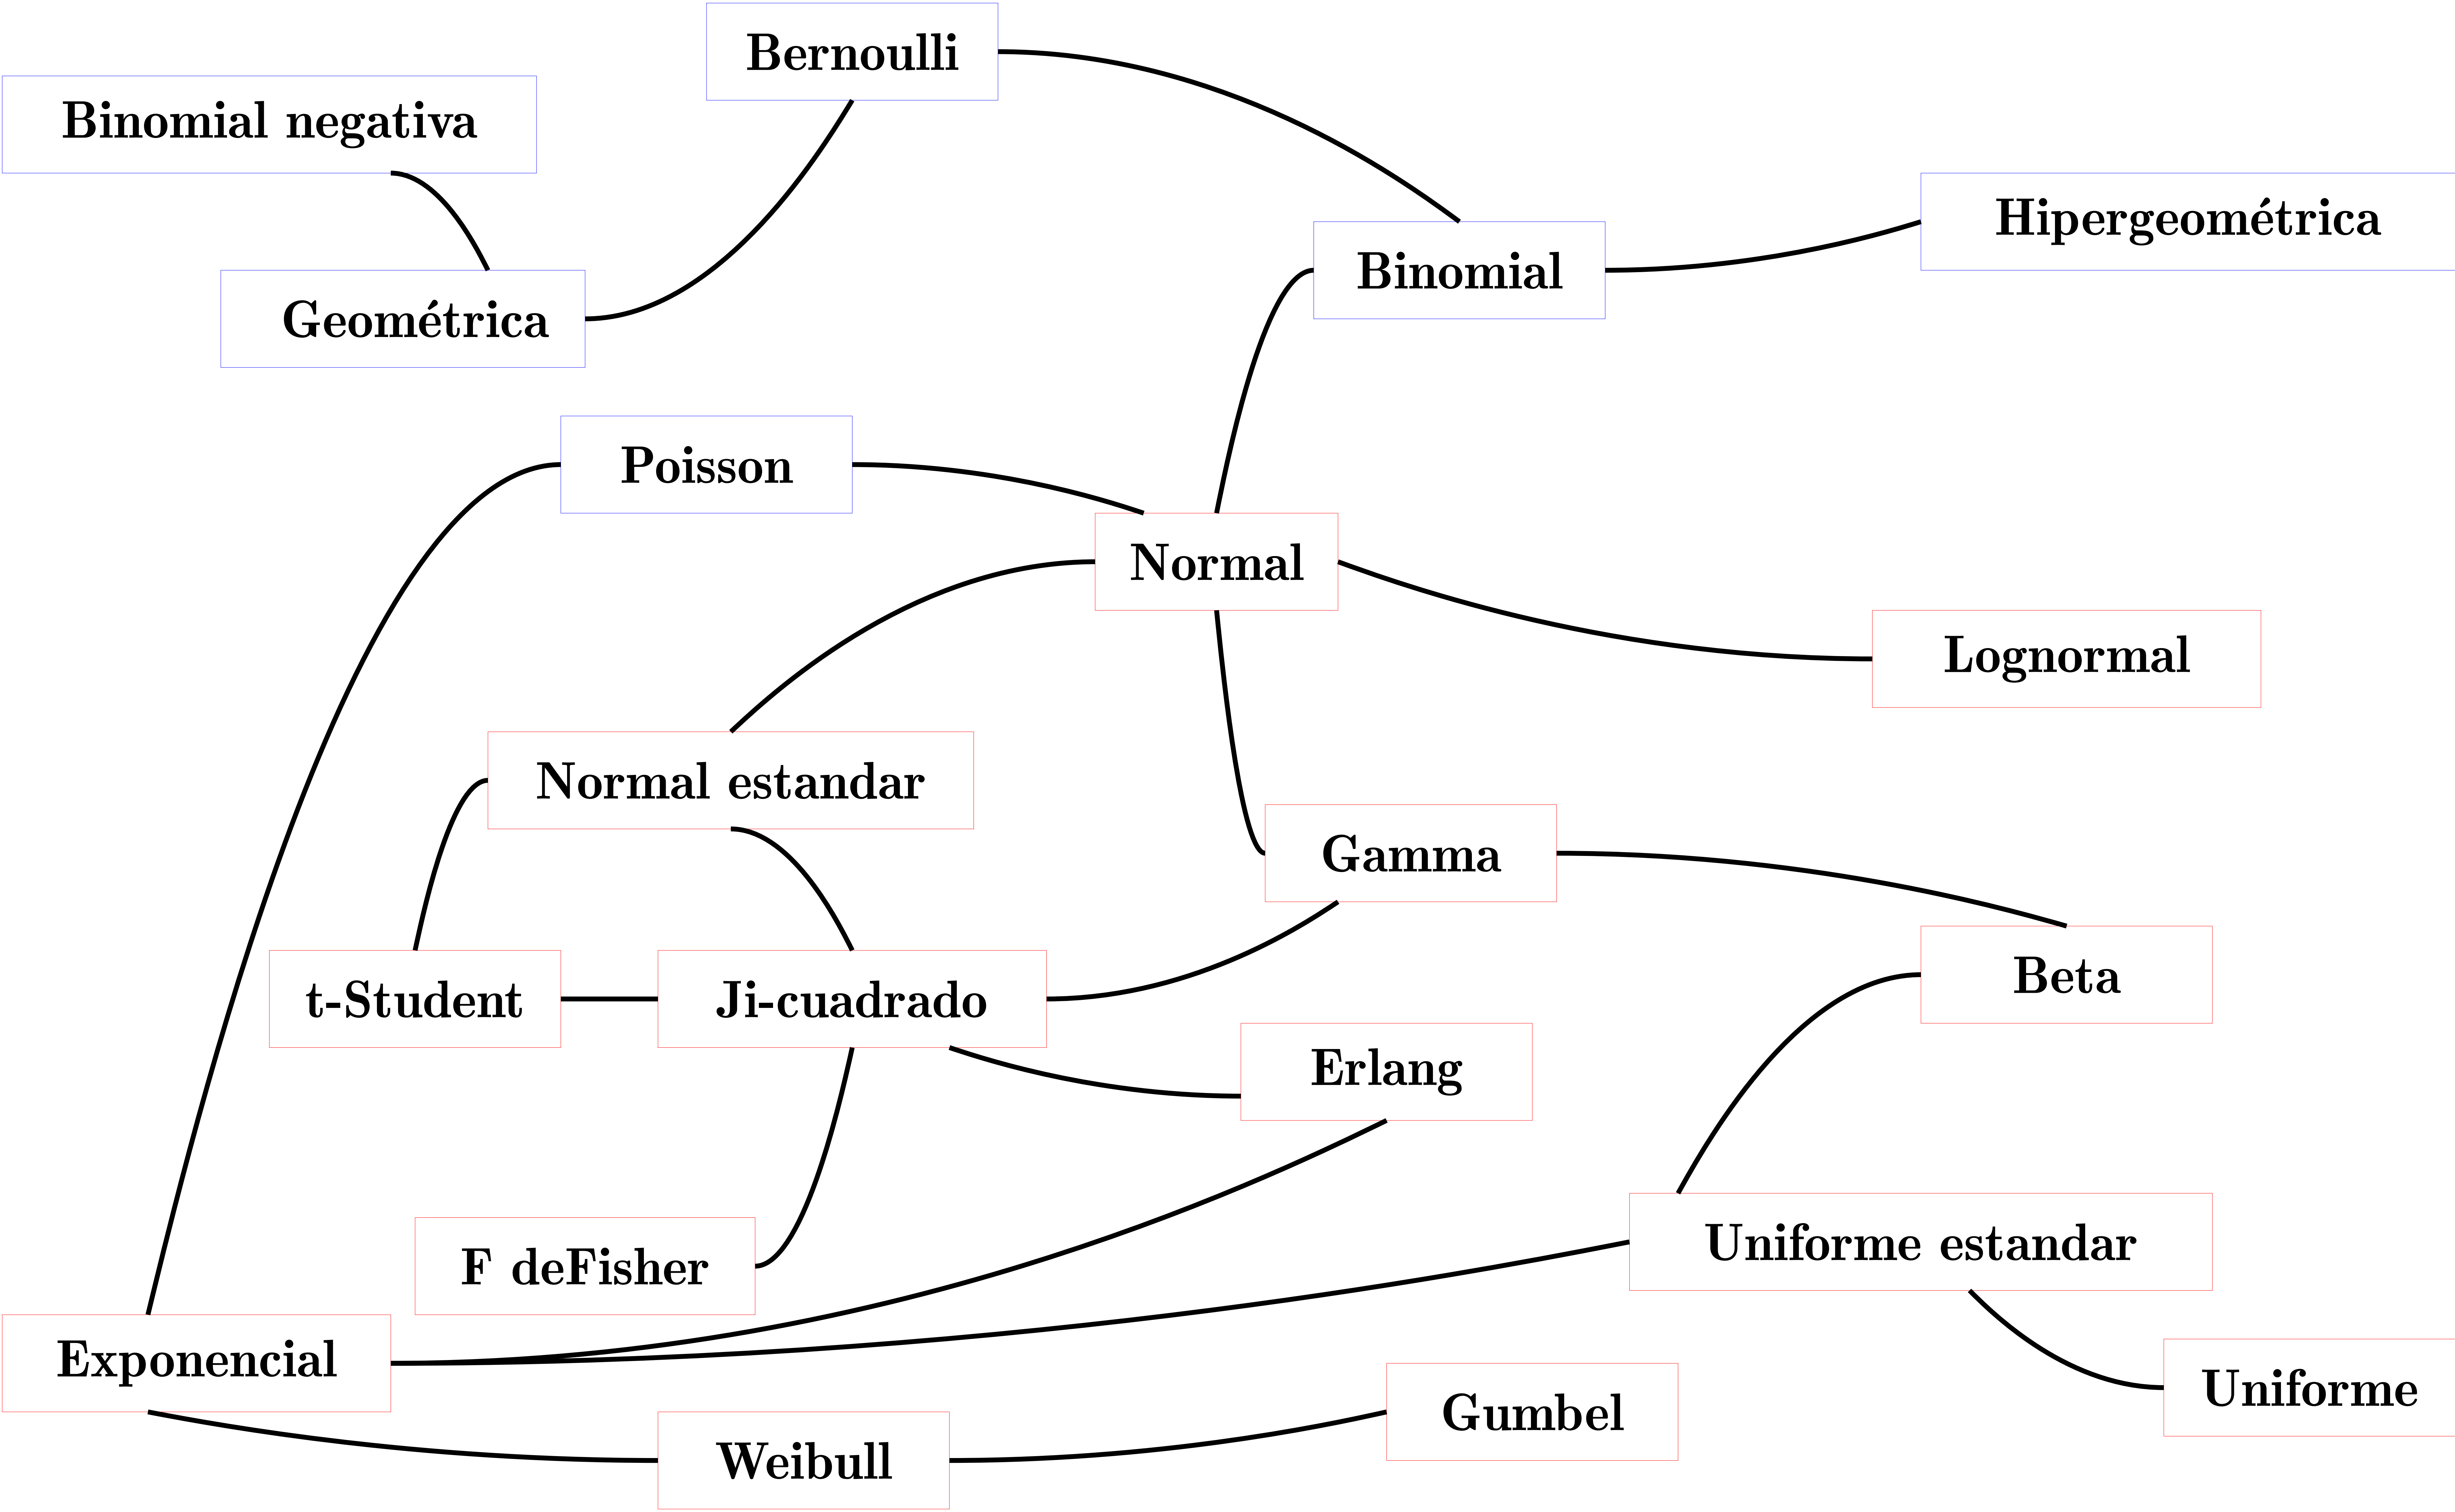 Bernoulli
Binomial negativa
Hipergeométrica
Binomial
Geométrica
Poisson
Normal
Lognormal
Normal estandar
Gamma
Beta
t-Student
Ji-cuadrado
Erlang
Uniforme estandar
F deFisher
Exponencial
Uniforme
Gumbel
Weibull